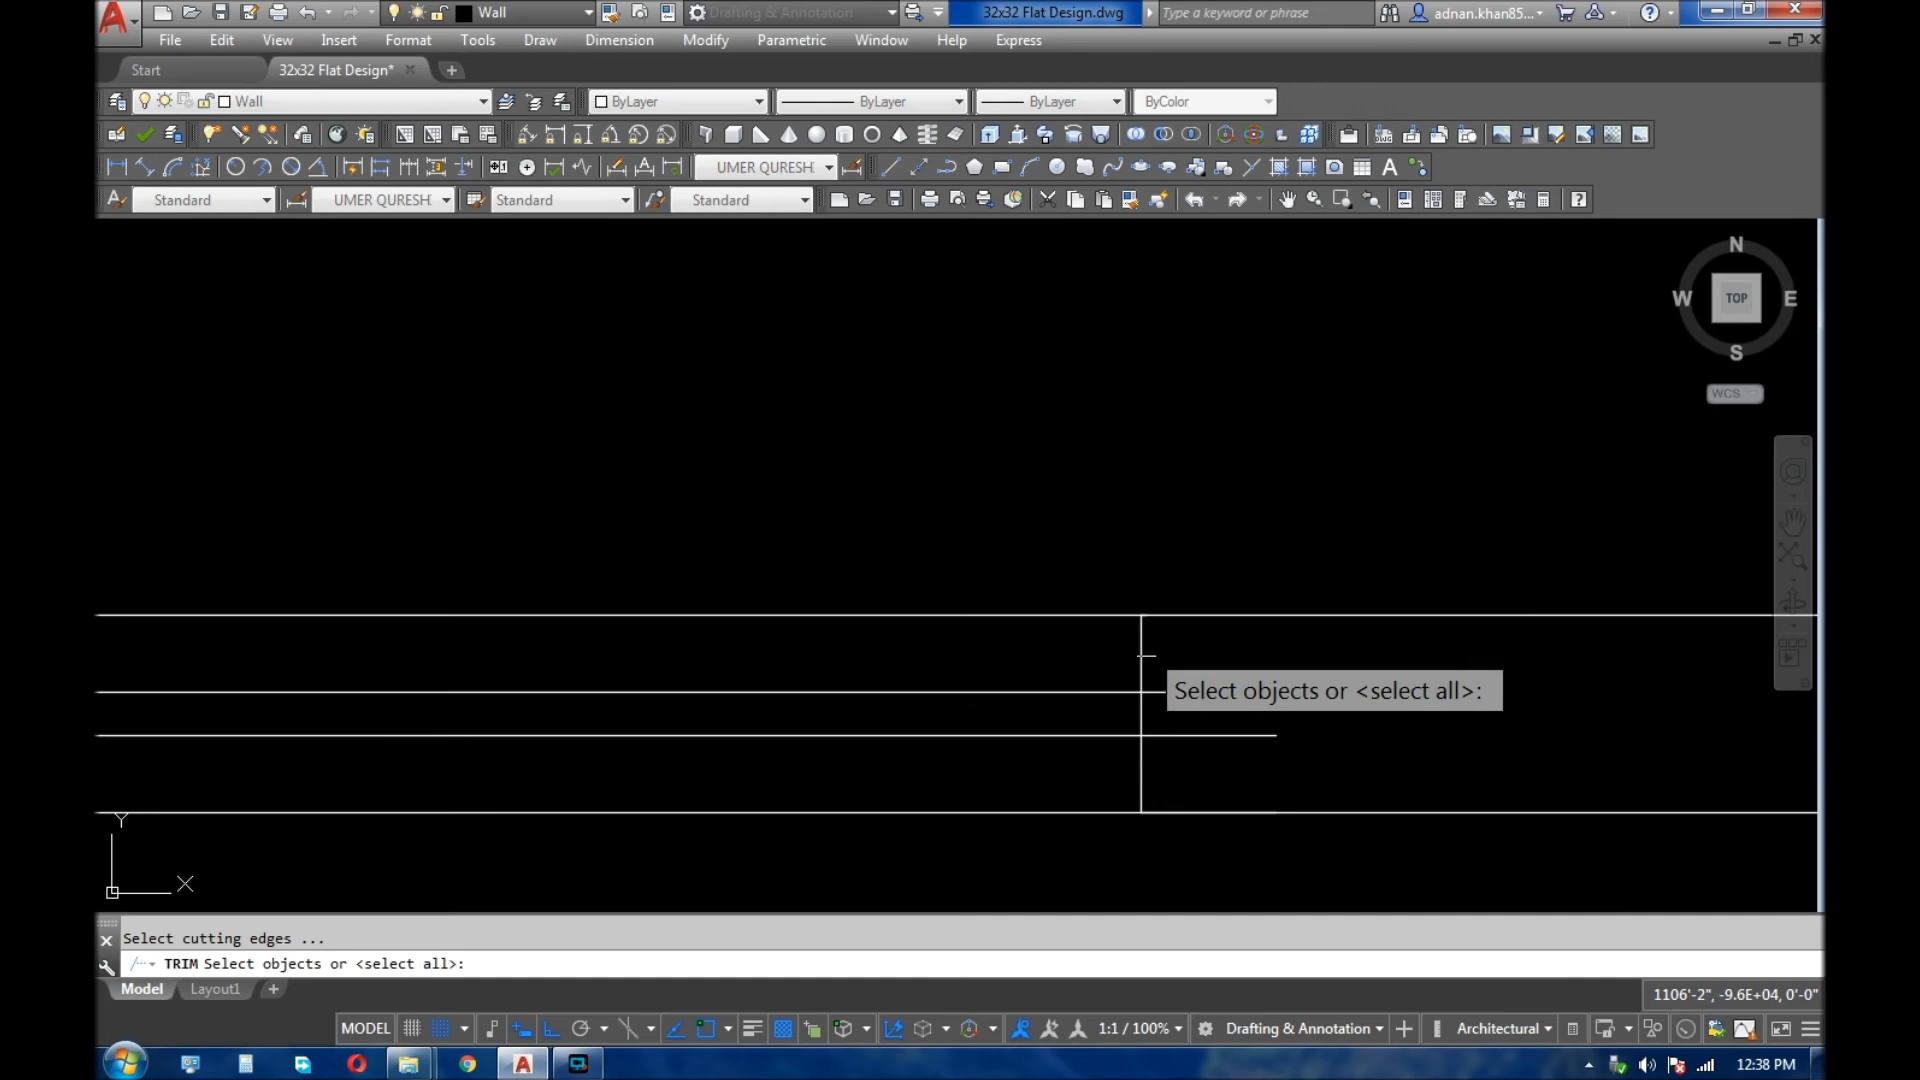 Wall
Drafting & Annotation
32x32 Flat Design.dwg
Type a keyword or phrase
adnan.khan85...
File Edit View Insert Format Tools Draw Dimension Modify Parametric Window Help Express
Start
32x32 Flat Design*
Wall
ByLayer
ByLayer
ByLayer
ByColor
UMER QURESH
Standard
UMER QURESH
Standard
Standard
N
W
TOP
E
S
WCS
Select objects or <select all>:
Y
X
Select cutting edges ...
TRIM Select objects or <select all>:
Model
Layout1
1106'-2", -9.6E+04, 0'-0"
MODEL
1:1 / 100%
Drafting & Annotation
Architectural
12:38 PM